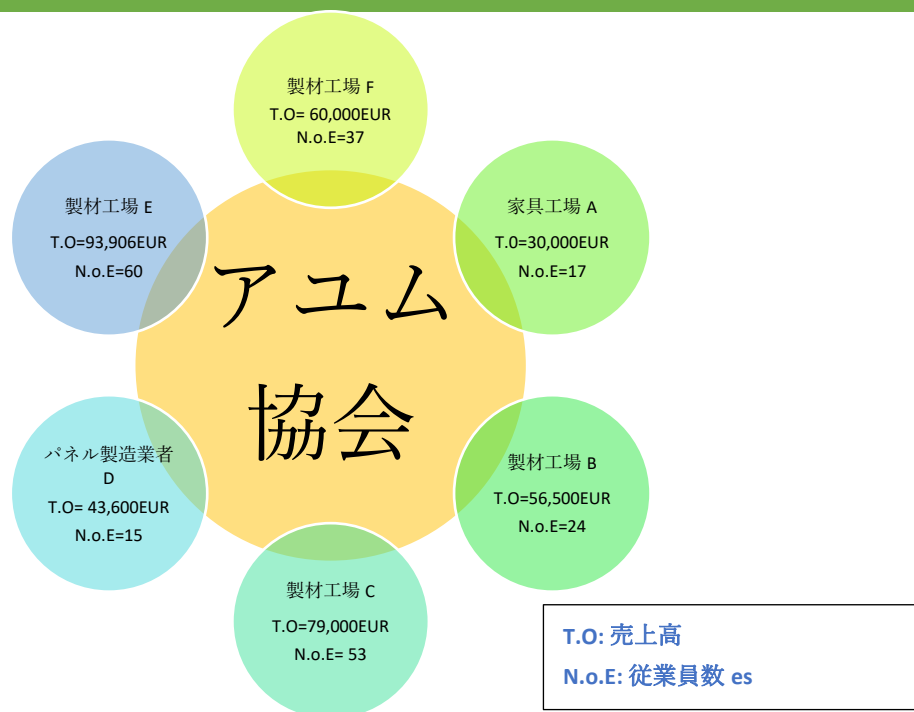 製材工場 F
T.O= 60,000EUR
N.o.E=37
家具工場 A
T.0=30,000EUR
N.o.E=17
製材工場 B
T.O=56,500EUR
N.o.E=24
製材工場 C
T.O=79,000EUR
N.o.E= 53
パネル製造業者
D
T.O= 43,600EUR
N.o.E=15
製材工場 E
T.O=93,906EUR
N.o.E=60
アユム
協会
T.O: 売上高
N.o.E: 従業員数 es